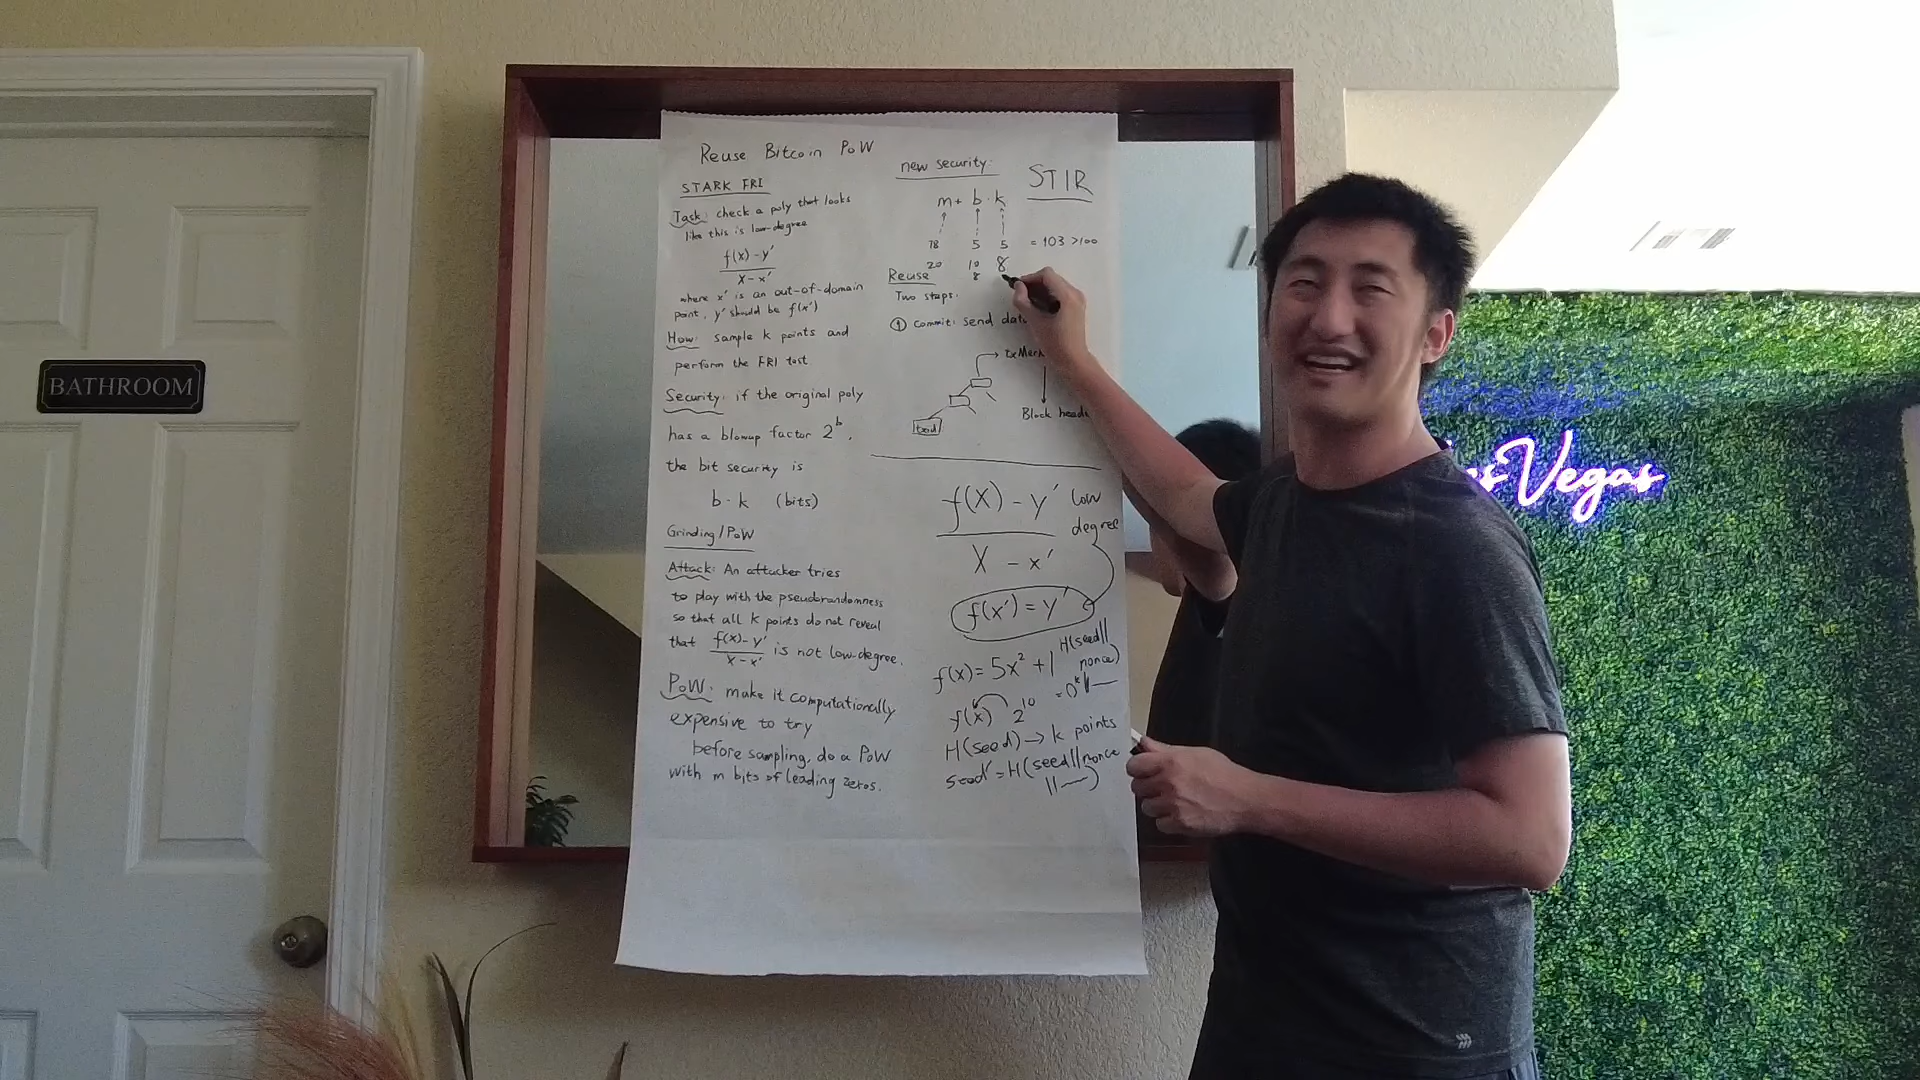 BATHROOM
Reuse Bitcoin PoW
STARK FRI
Task: check a poly that looks
like this is low-degree
f(x) - y'
x - x'
where x' is an out-of-domain
point, y' should be f(x')
How: sample k points and
perform the FRI test
Security: if the original poly
has a blowup factor 2^b,
the bit security is
b · k (bits)
Grinding/PoW
Attack: An attacker tries
to play with the pseudorandomness
so that all k points do not reveal
that f(x)-y' / x-x' is not low-degree.
PoW: make it computationally
expensive to try
before sampling, do a PoW
with m bits of leading zeros.
new security:
STIR
m + b · k
78 5 5 = 103 > 100
20 10 8
8
Reuse
Two steps.
① Commit: send
Block
f(X) - y'
X - x'
low
degree
f(x') = y'
f(x) = 5x² + 1
H(seed||
nonce)
f(x) 2^10
H(seed) → k points
seed' = H(seed||nonce
|| )
Vegas